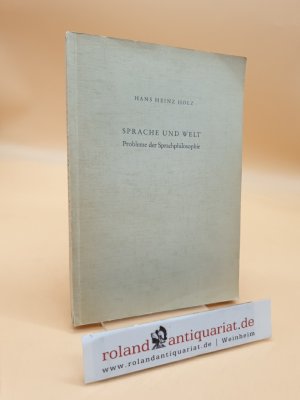 HANS HEINZ HOLZ
SPRACHE UND WELT
Probleme der Sprachphilosophie
roland antiquariat.de
www.rolandantiquariat.de | Weinheim